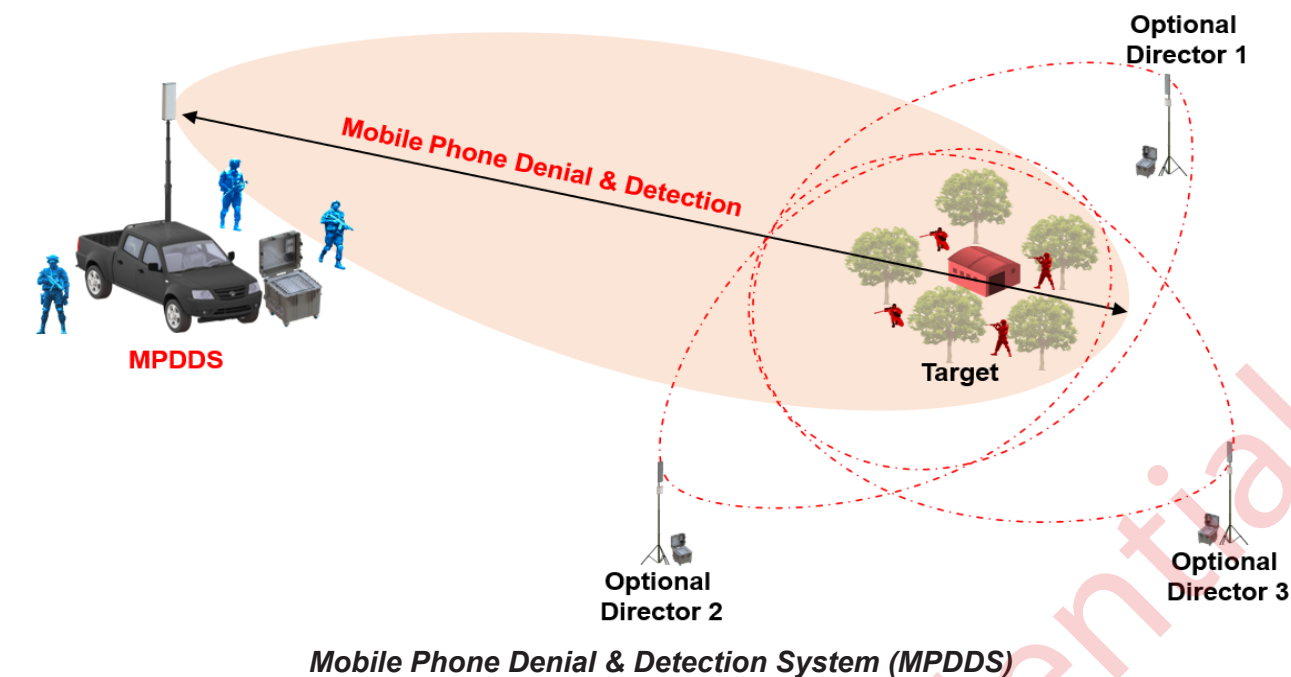 Optional
Director 1
Mobile Phone Denial & Detection
MPDDS
Target
Optional
Director 2
Optional
Director 3
Mobile Phone Denial & Detection System (MPDDS)
ential